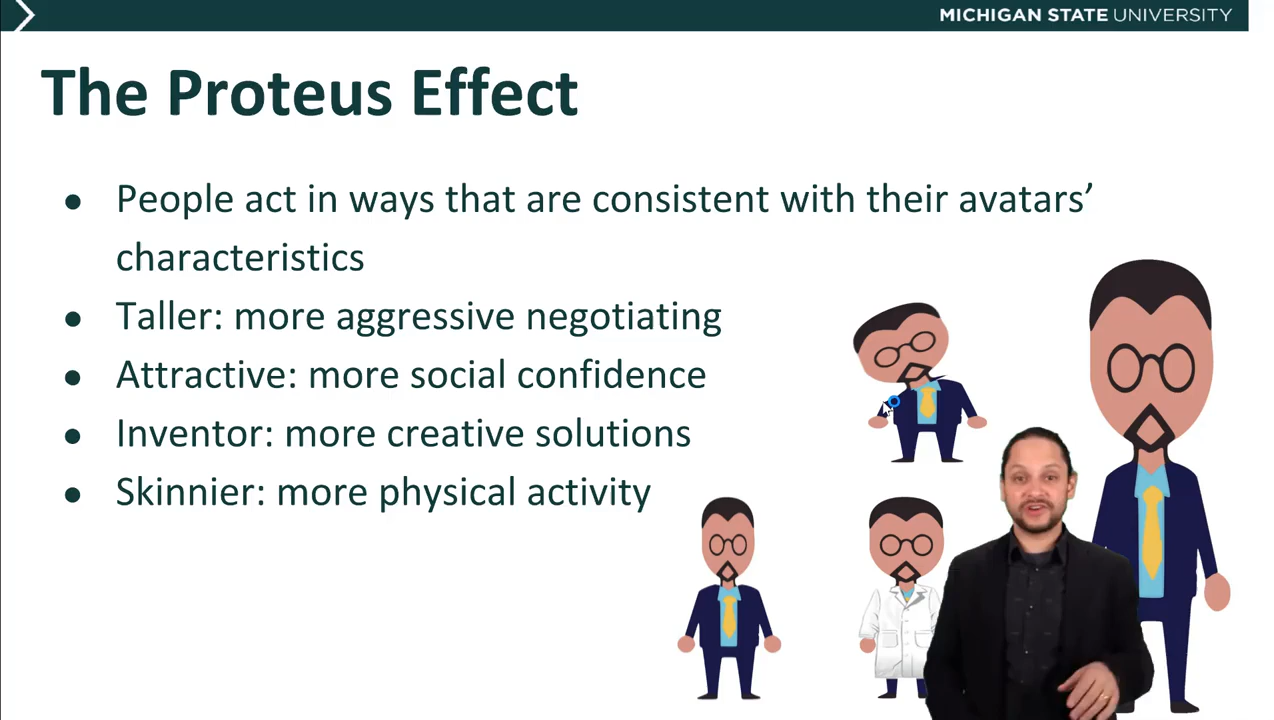 MICHIGAN STATE UNIVERSITY
The Proteus Effect
● People act in ways that are consistent with their avatars’
characteristics
● Taller: more aggressive negotiating
● Attractive: more social confidence
● Inventor: more creative solutions
● Skinnier: more physical activity